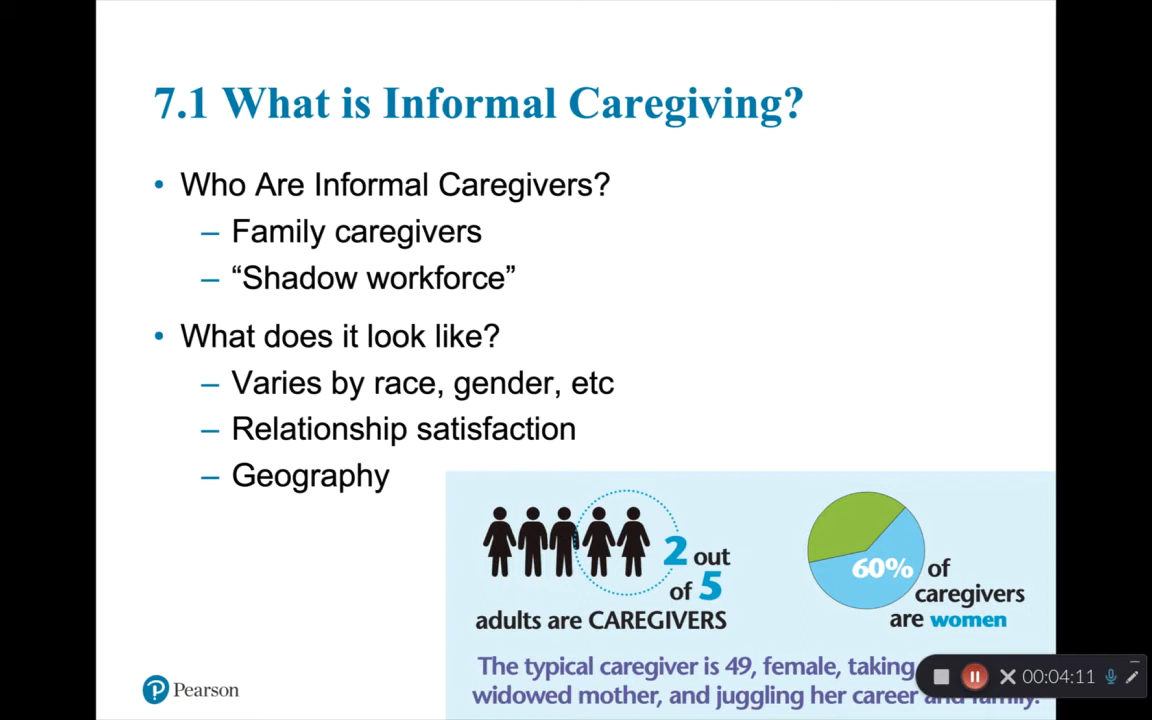 7.1 What is Informal Caregiving?
• Who Are Informal Caregivers?
– Family caregivers
– “Shadow workforce”
• What does it look like?
– Varies by race, gender, etc
– Relationship satisfaction
– Geography
2 out
of 5
adults are CAREGIVERS
60% of
caregivers
are women
The typical caregiver is 49, female, taking
widowed mother, and juggling her career and family.
Pearson
00:04:11